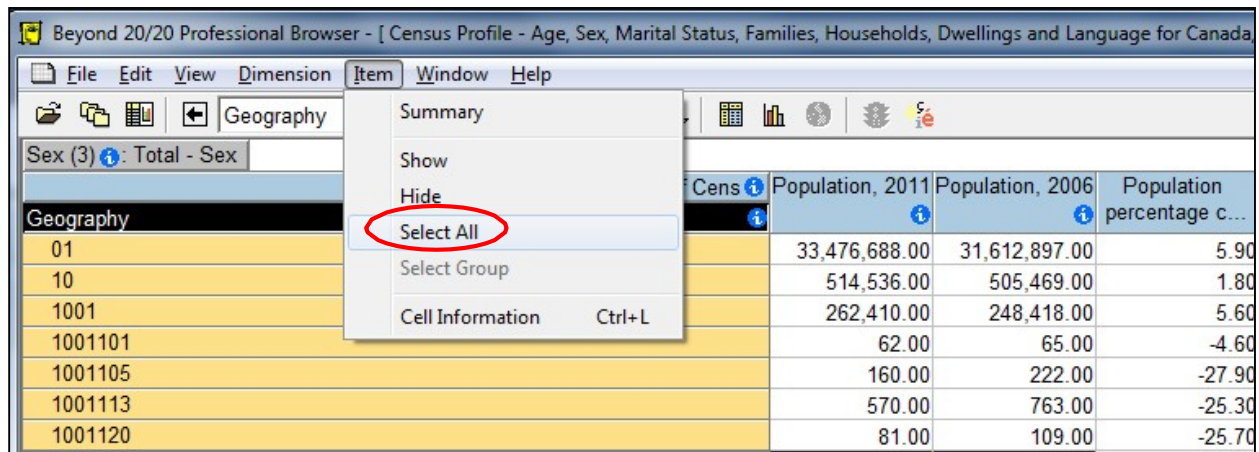 Beyond 20/20 Professional Browser - [ Census Profile - Age, Sex, Marital Status, Families, Households, Dwellings and Language for Canada,
File Edit View Dimension Item Window Help
Geography
Summary
Show
Hide
Select All
Select Group
Cell Information Ctrl+L
Sex (3) : Total - Sex
Cens Population, 2011 Population, 2006 Population percentage c...
Geography
01 33,476,688.00 31,612,897.00 5.90
10 514,536.00 505,469.00 1.80
1001 262,410.00 248,418.00 5.60
1001101 62.00 65.00 -4.60
1001105 160.00 222.00 -27.90
1001113 570.00 763.00 -25.30
1001120 81.00 109.00 -25.70